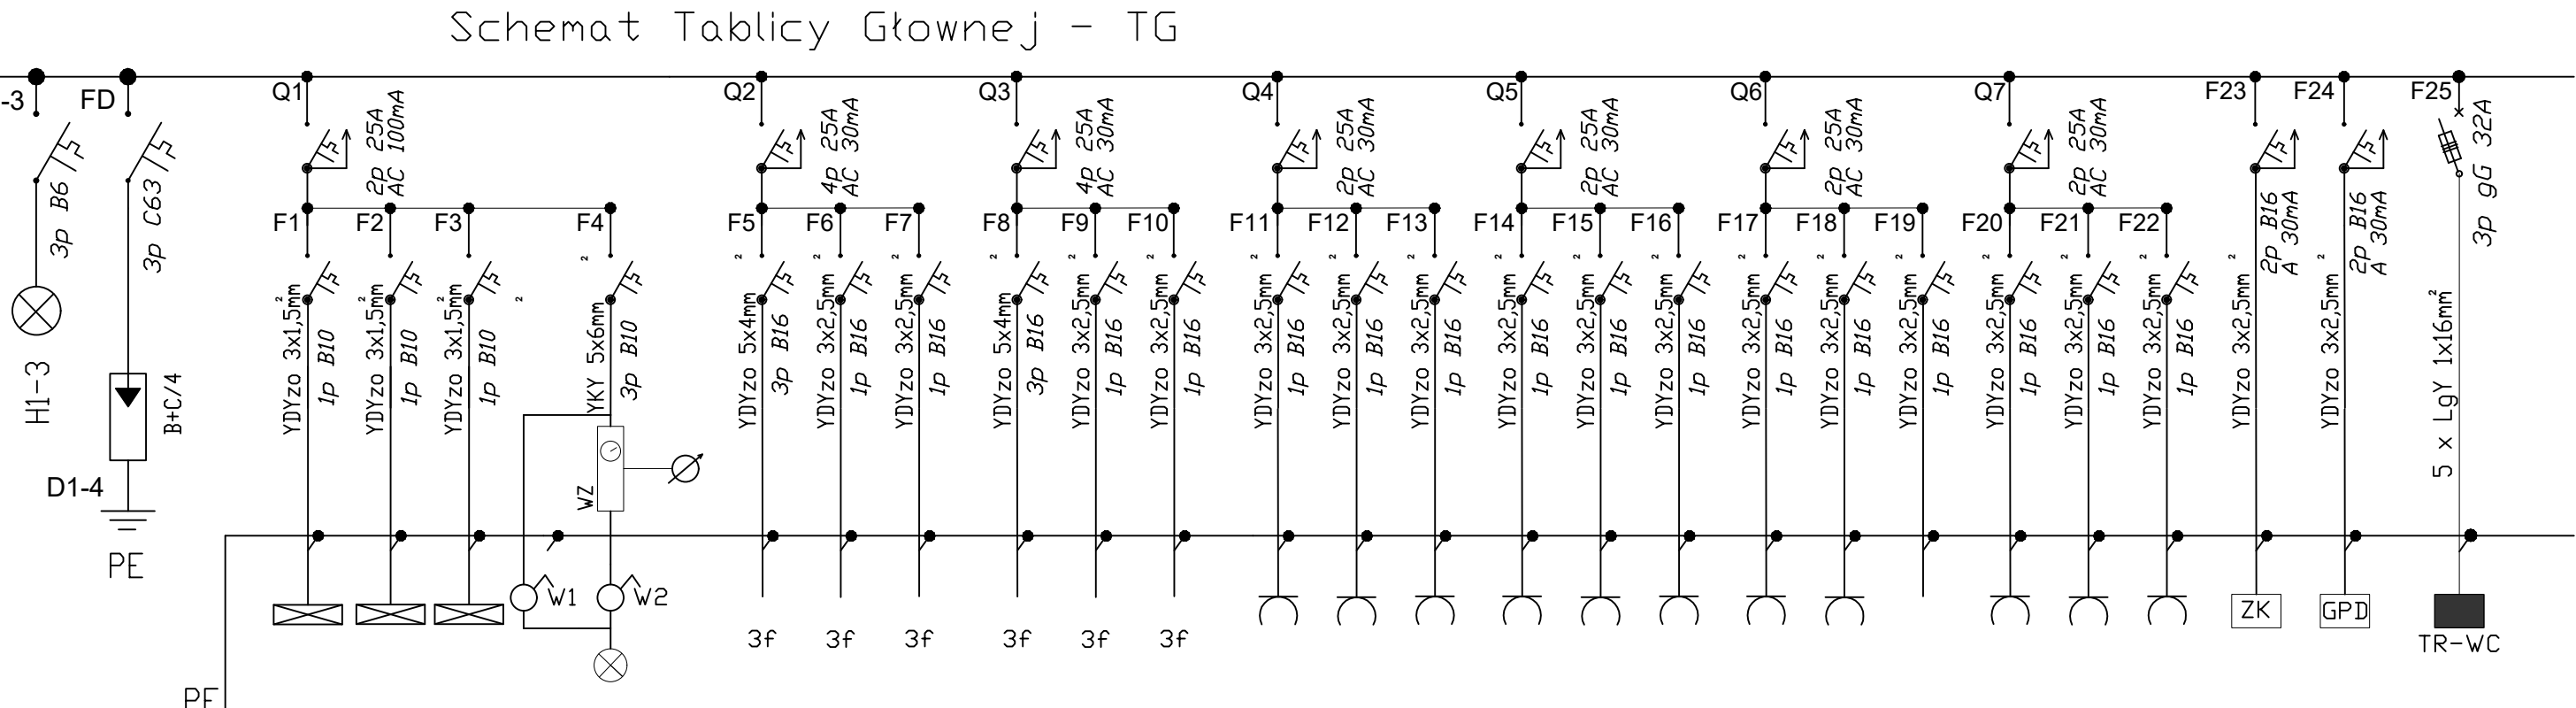 Schemat Tablicy Głownej - TG
-3
3p B6
H1-3
FD
3p C63
B+C/4
D1-4
PE
Q1
2p 25A
AC 100mA
Q2
4p 25A
AC 30mA
Q3
4p 25A
AC 30mA
Q4
2p 25A
AC 30mA
Q5
2p 25A
AC 30mA
Q6
2p 25A
AC 30mA
Q7
2p 25A
AC 30mA
F1
YDYzo 3x1,5mm²
1p B10
F2
YDYzo 3x1,5mm²
1p B10
F3
YDYzo 3x1,5mm²
1p B10
²
F4
YKY 5x6mm²
3p B10
WZ
W1
W2
F5
YDYzo 5x4mm²
3p B16
3f
F6
YDYzo 3x2,5mm²
1p B16
3f
F7
YDYzo 3x2,5mm²
1p B16
3f
F8
YDYzo 5x4mm²
3p B16
3f
F9
YDYzo 3x2,5mm²
1p B16
3f
F10
YDYzo 3x2,5mm²
1p B16
3f
F11
YDYzo 3x2,5mm²
1p B16
F12
YDYzo 3x2,5mm²
1p B16
F13
YDYzo 3x2,5mm²
1p B16
F14
YDYzo 3x2,5mm²
1p B16
F15
YDYzo 3x2,5mm²
1p B16
F16
YDYzo 3x2,5mm²
1p B16
F17
YDYzo 3x2,5mm²
1p B16
F18
YDYzo 3x2,5mm²
1p B16
F19
YDYzo 3x2,5mm²
1p B16
F20
YDYzo 3x2,5mm²
1p B16
F21
YDYzo 3x2,5mm²
1p B16
F22
YDYzo 3x2,5mm²
1p B16
F23
2p B16
A 30mA
YDYzo 3x2,5mm²
ZK
F24
2p B16
A 30mA
YDYzo 3x2,5mm²
GPD
F25
3p gG 32A
5 x LgY 1x16mm²
TR-WC
PE